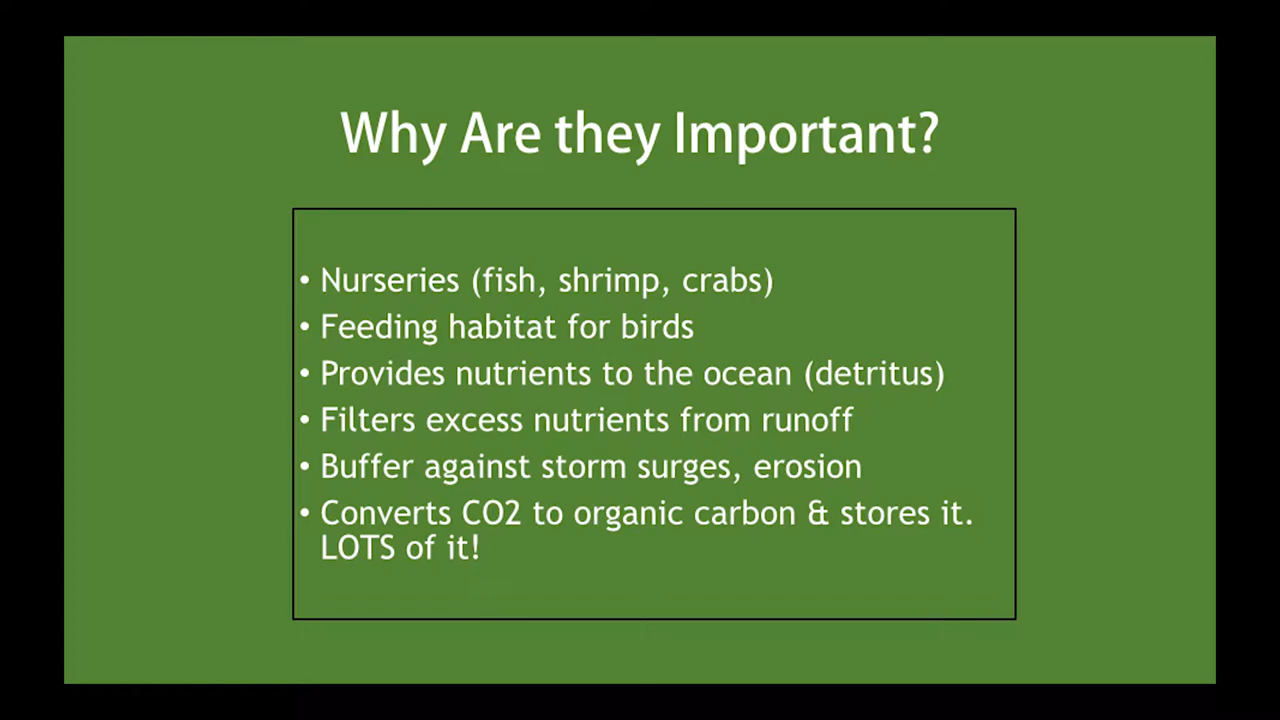 Why Are they Important?
• Nurseries (fish, shrimp, crabs)
• Feeding habitat for birds
• Provides nutrients to the ocean (detritus)
• Filters excess nutrients from runoff
• Buffer against storm surges, erosion
• Converts CO2 to organic carbon & stores it.
LOTS of it!